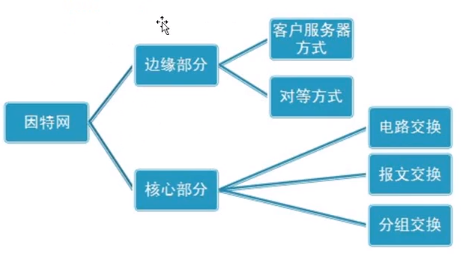 客户服务器
方式
边缘部分
对等方式
因特网
电路交换
核心部分
报文交换
分组交换